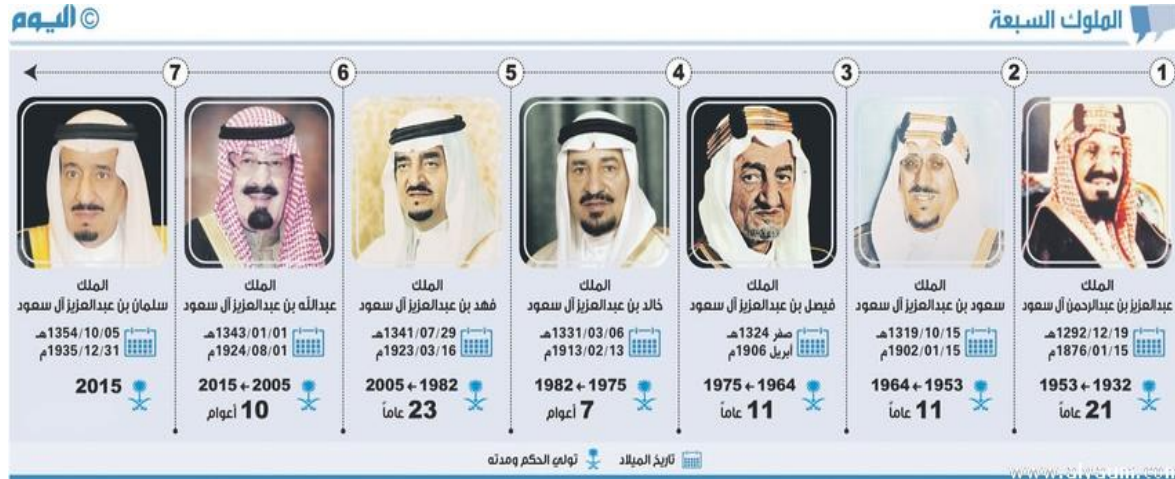 الملوك السبعة
© اليوم
1
2
3
4
5
6
7
الملك
عبدالعزيز بن عبدالرحمن آل سعود
1292/12/19هـ
1876/01/15م
1932 ← 1953
21 عاماً
الملك
سعود بن عبدالعزيز آل سعود
1319/10/15هـ
1902/01/15م
1953 ← 1964
11 عاماً
الملك
فيصل بن عبدالعزيز آل سعود
صفر 1324هـ
أبريل 1906م
1964 ← 1975
11 عاماً
الملك
خالد بن عبدالعزيز آل سعود
1331/03/06هـ
1913/02/13م
1975 ← 1982
7 أعوام
الملك
فهد بن عبدالعزيز آل سعود
1341/07/29هـ
1923/03/16م
1982 ← 2005
23 عاماً
الملك
عبدالله بن عبدالعزيز آل سعود
1343/01/01هـ
1924/08/01م
2005 ← 2015
10 أعوام
الملك
سلمان بن عبدالعزيز آل سعود
1354/10/05هـ
1935/12/31م
2015
تاريخ الميلاد
تولي الحكم ومدته